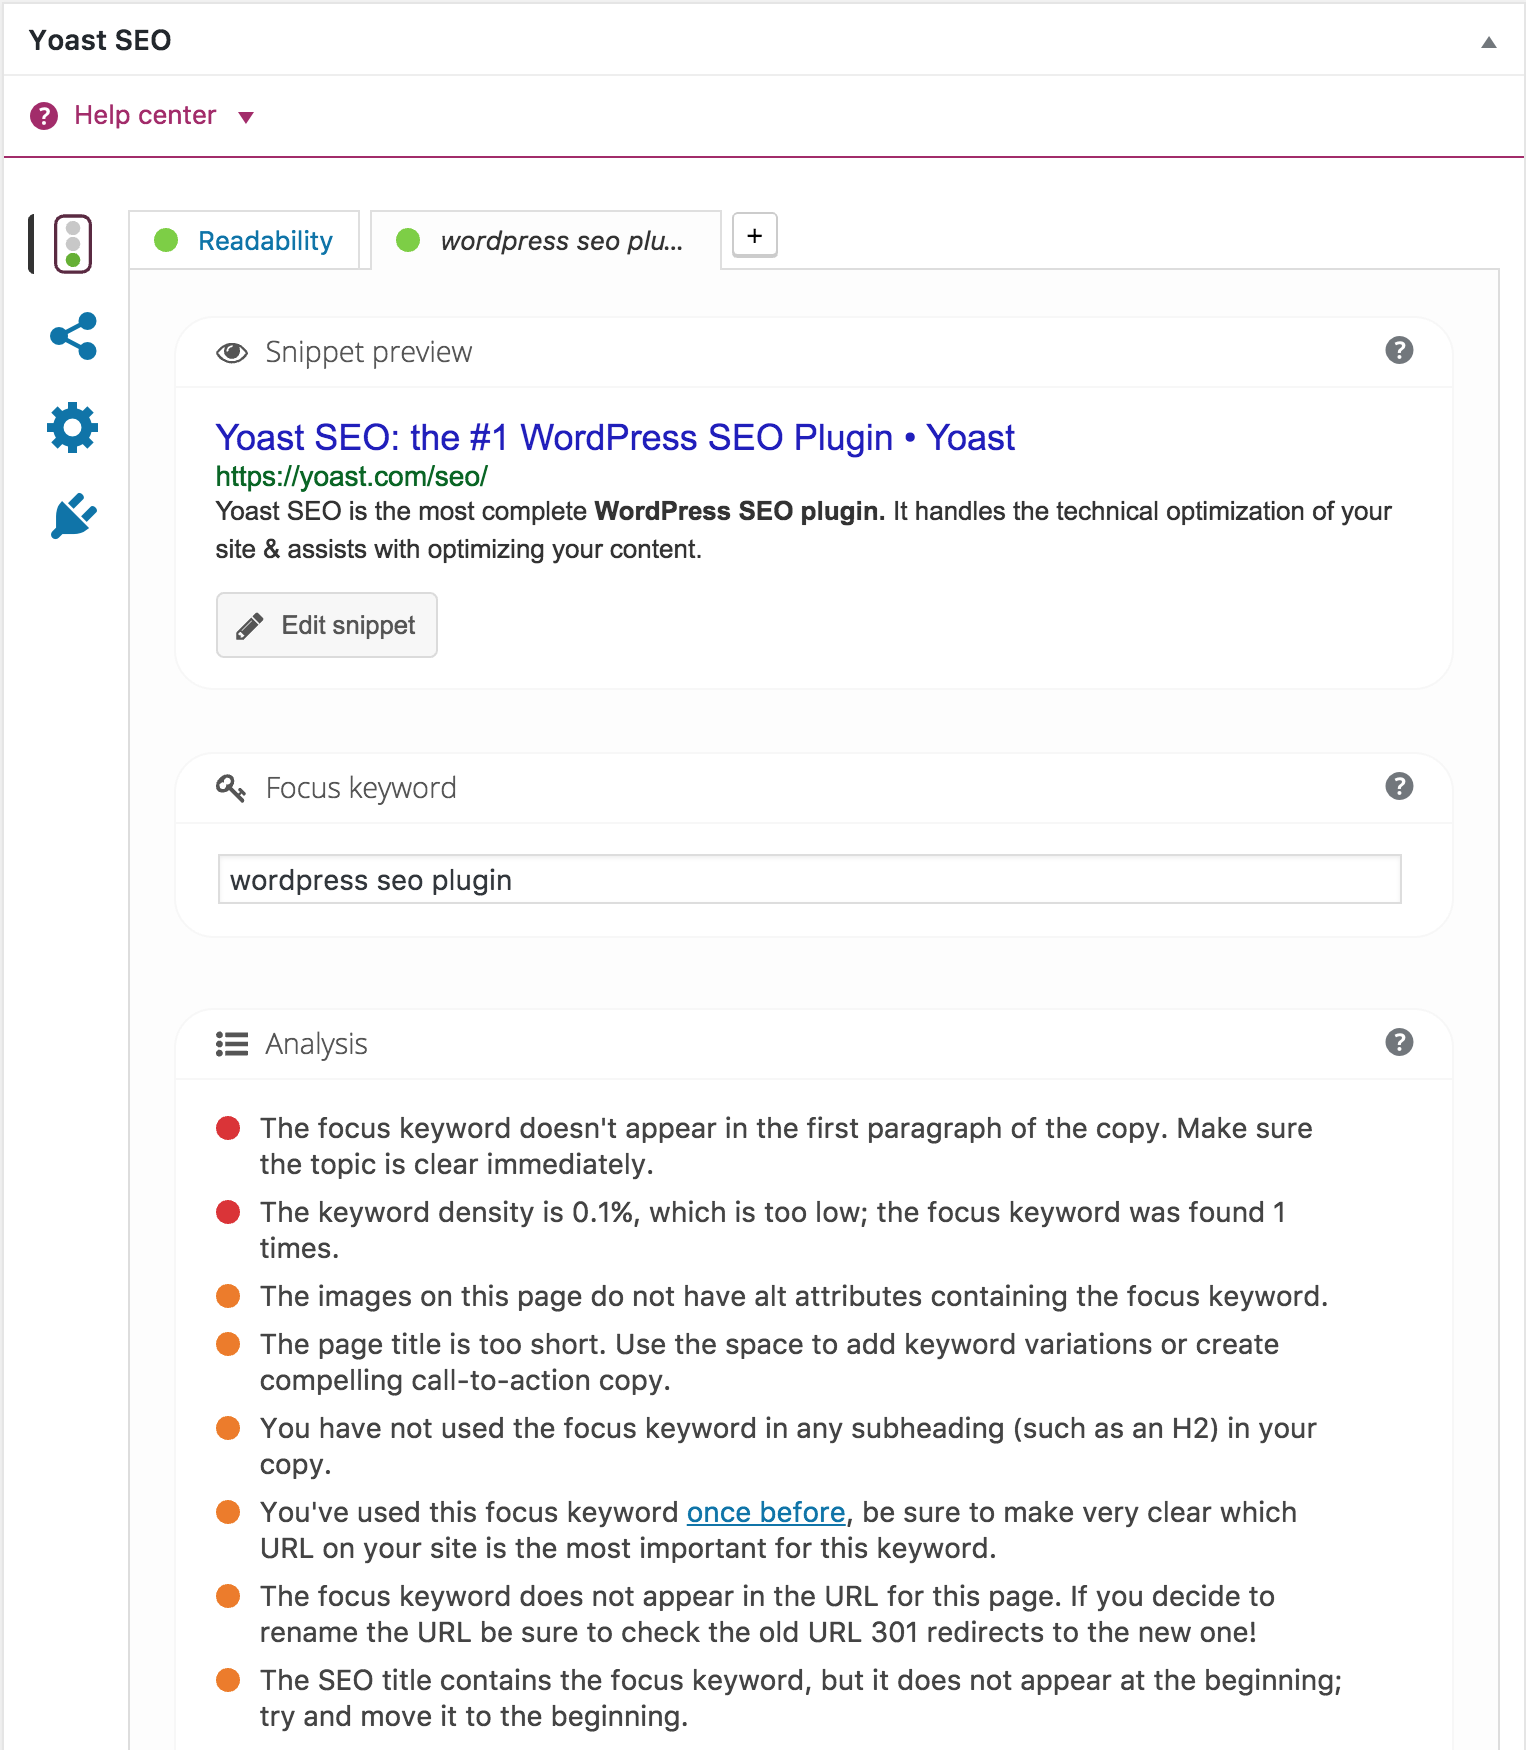 Yoast SEO
? Help center
Readability
wordpress seo plu...
+
Snippet preview
?
Yoast SEO: the #1 WordPress SEO Plugin • Yoast
https://yoast.com/seo/
Yoast SEO is the most complete WordPress SEO plugin. It handles the technical optimization of your
site & assists with optimizing your content.
Edit snippet
Focus keyword
?
wordpress seo plugin
Analysis
?
The focus keyword doesn't appear in the first paragraph of the copy. Make sure
the topic is clear immediately.
The keyword density is 0.1%, which is too low; the focus keyword was found 1
times.
The images on this page do not have alt attributes containing the focus keyword.
The page title is too short. Use the space to add keyword variations or create
compelling call-to-action copy.
You have not used the focus keyword in any subheading (such as an H2) in your
copy.
You've used this focus keyword once before, be sure to make very clear which
URL on your site is the most important for this keyword.
The focus keyword does not appear in the URL for this page. If you decide to
rename the URL be sure to check the old URL 301 redirects to the new one!
The SEO title contains the focus keyword, but it does not appear at the beginning;
try and move it to the beginning.